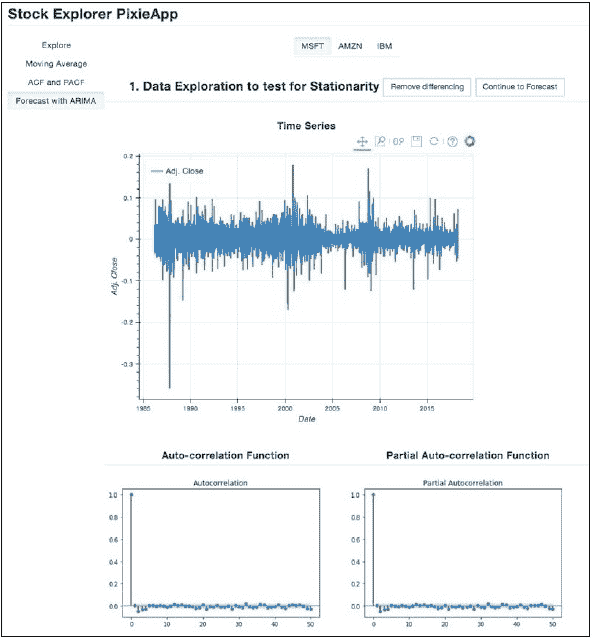 Stock Explorer PixieApp
Explore
Moving Average
ACF and PACF
Forecast with ARIMA
MSFT AMZN IBM
1. Data Exploration to test for Stationarity Remove differencing Continue to Forecast
Time Series
Adj. Close
0.2
0.1
0
-0.1
-0.2
-0.3
Adj. Close
1985 1990 1995 2000 2005 2010 2015
Date
Auto-correlation Function
Autocorrelation
1.0
0.8
0.6
0.4
0.2
0.0
0 10 20 30 40 50
Partial Auto-correlation Function
Partial Autocorrelation
1.0
0.8
0.6
0.4
0.2
0.0
0 10 20 30 40 50